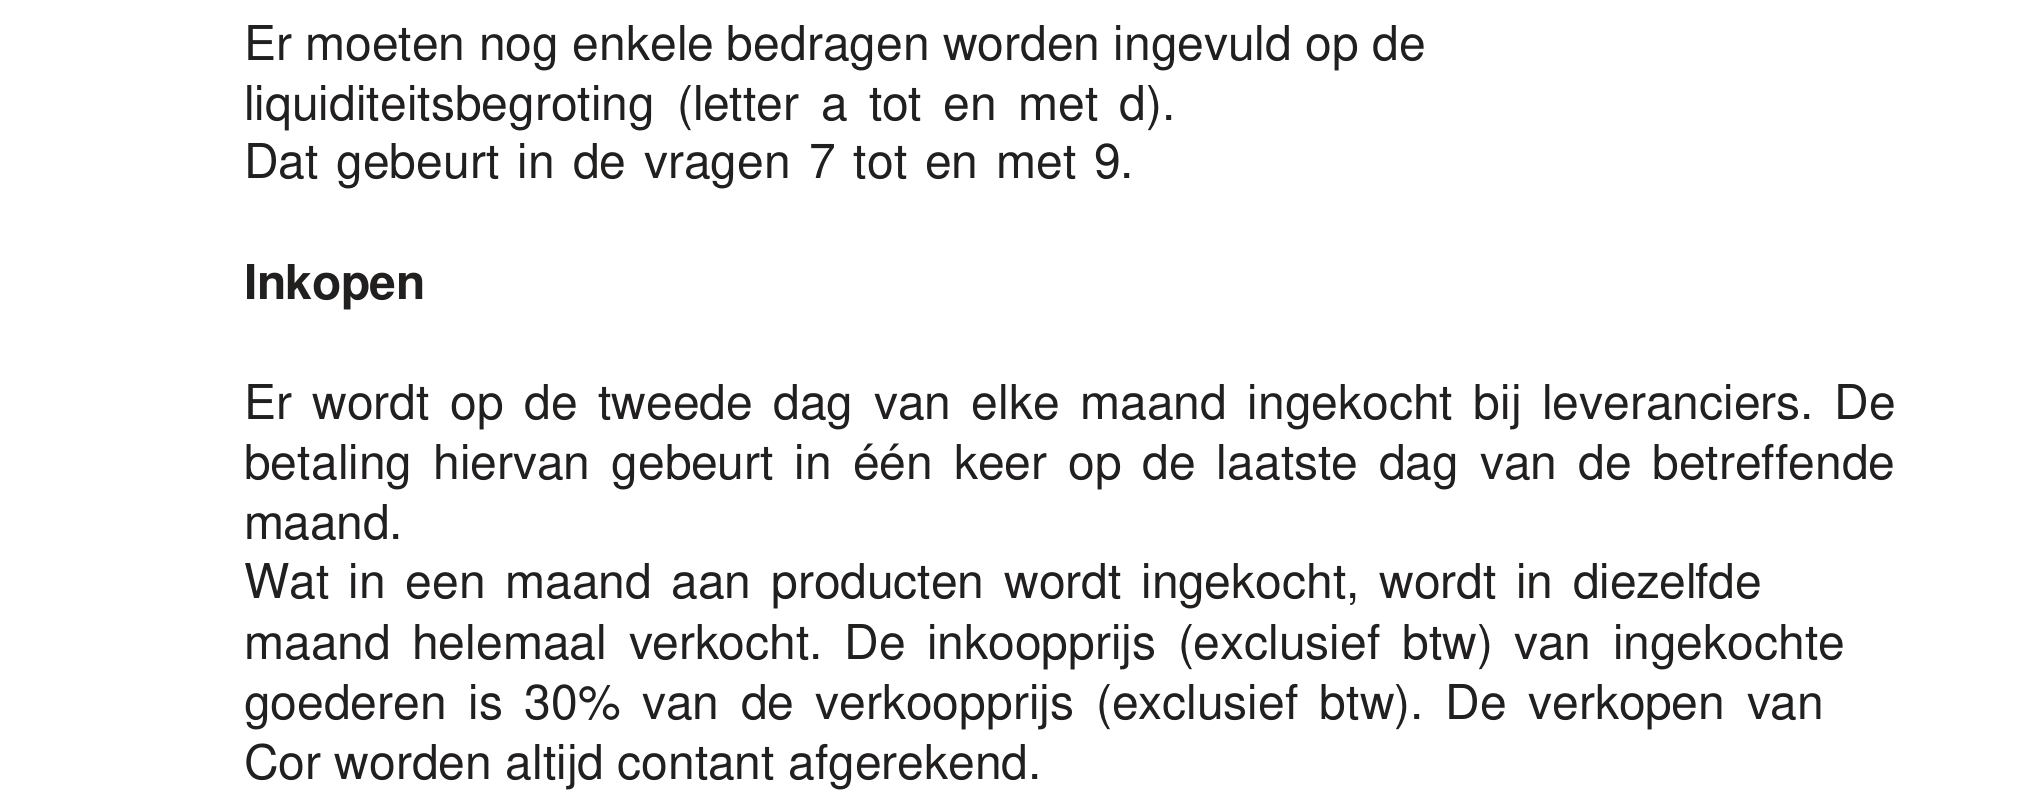 Er moeten nog enkele bedragen worden ingevuld op de
liquiditeitsbegroting (letter a tot en met d).
Dat gebeurt in de vragen 7 tot en met 9.
Inkopen
Er wordt op de tweede dag van elke maand ingekocht bij leveranciers. De
betaling hiervan gebeurt in één keer op de laatste dag van de betreffende
maand.
Wat in een maand aan producten wordt ingekocht, wordt in diezelfde
maand helemaal verkocht. De inkoopprijs (exclusief btw) van ingekochte
goederen is 30% van de verkoopprijs (exclusief btw). De verkopen van
Cor worden altijd contant afgerekend.